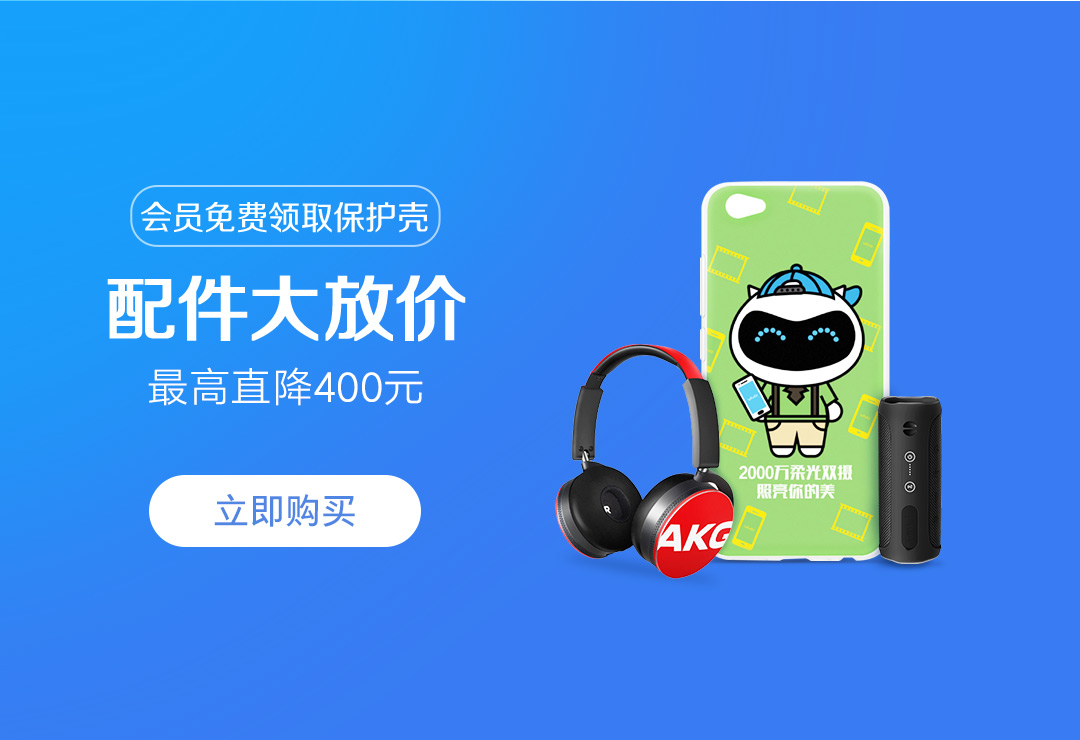 会员免费领取保护壳
配件大放价
最高直降400元
立即购买
2000万柔光双摄
照亮你的美
R
AKG